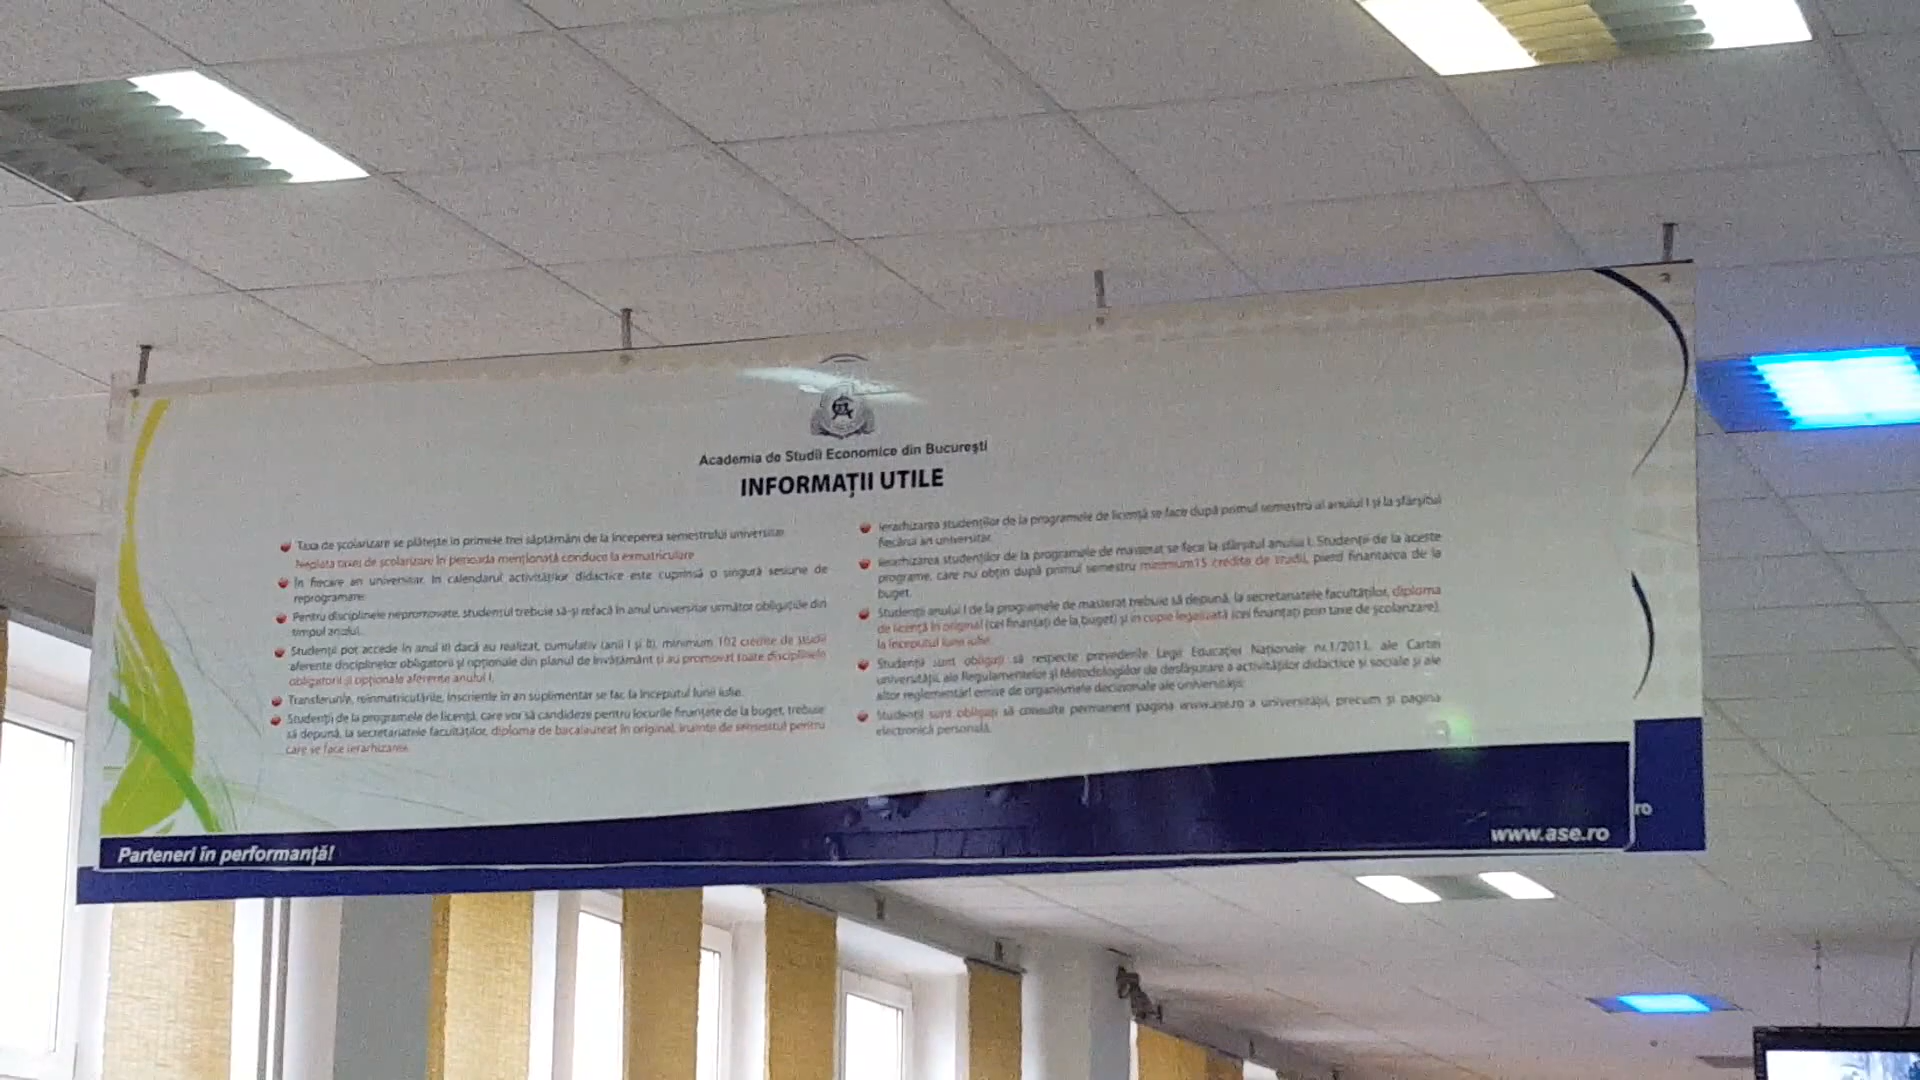 Academia de Studii Economice din București
INFORMAȚII UTILE
Taxa de școlarizare se plătește în primele trei săptămâni de la începerea semestrului universitar.
Neplata taxei de școlarizare în perioada menționată conduce la exmatriculare.
În fiecare an universitar, în calendarul activităților didactice este cuprinsă o singură sesiune de
reprogramare.
Pentru disciplinele nepromovate, studentul trebuie să-și refacă în anul universitar următor obligațiile din
timpul anului.
Studenții pot accede în anul III dacă au realizat, cumulativ (anii I și II), minimum 102 credite de studii
aferente disciplinelor obligatorii și opționale din planul de învățământ și au promovat toate disciplinele
obligatorii și opționale aferente anului I.
Transferurile, reînmatriculările, înscrierile în an suplimentar se fac la începutul lunii iulie.
Studenții de la programele de licență, care vor să candideze pentru locurile finanțate de la buget, trebuie
să depună, la secretariatele facultăților, diploma de bacalaureat în original, înainte de semestrul pentru
care se face ierarhizarea.
Ierarhizarea studenților de la programele de licență se face după primul semestru al anului I și la sfârșitul
fiecărui an universitar.
Ierarhizarea studenților de la programele de masterat se face la sfârșitul anului I. Studenții de la aceste
programe, care nu obțin după primul semestru minimum 15 credite de studii, pierd finanțarea de la
buget.
Studenții anului I de la programele de masterat trebuie să depună, la secretariatele facultăților, diploma
de licență în original (cei finanțați de la buget) și în copie legalizată (cei finanțați prin taxe de școlarizare),
la începutul lunii iulie.
Studenții sunt obligați să respecte prevederile Legii Educației Naționale nr.1/2011, ale Cartei
universității, ale Regulamentelor și Metodologiilor de desfășurare a activităților didactice și sociale și ale
altor reglementări emise de organismele decizionale ale universității.
Studenții sunt obligați să consulte permanent pagina www.ase.ro a universității, precum și pagina
electronică personală.
Parteneri în performanță!
www.ase.ro
ro